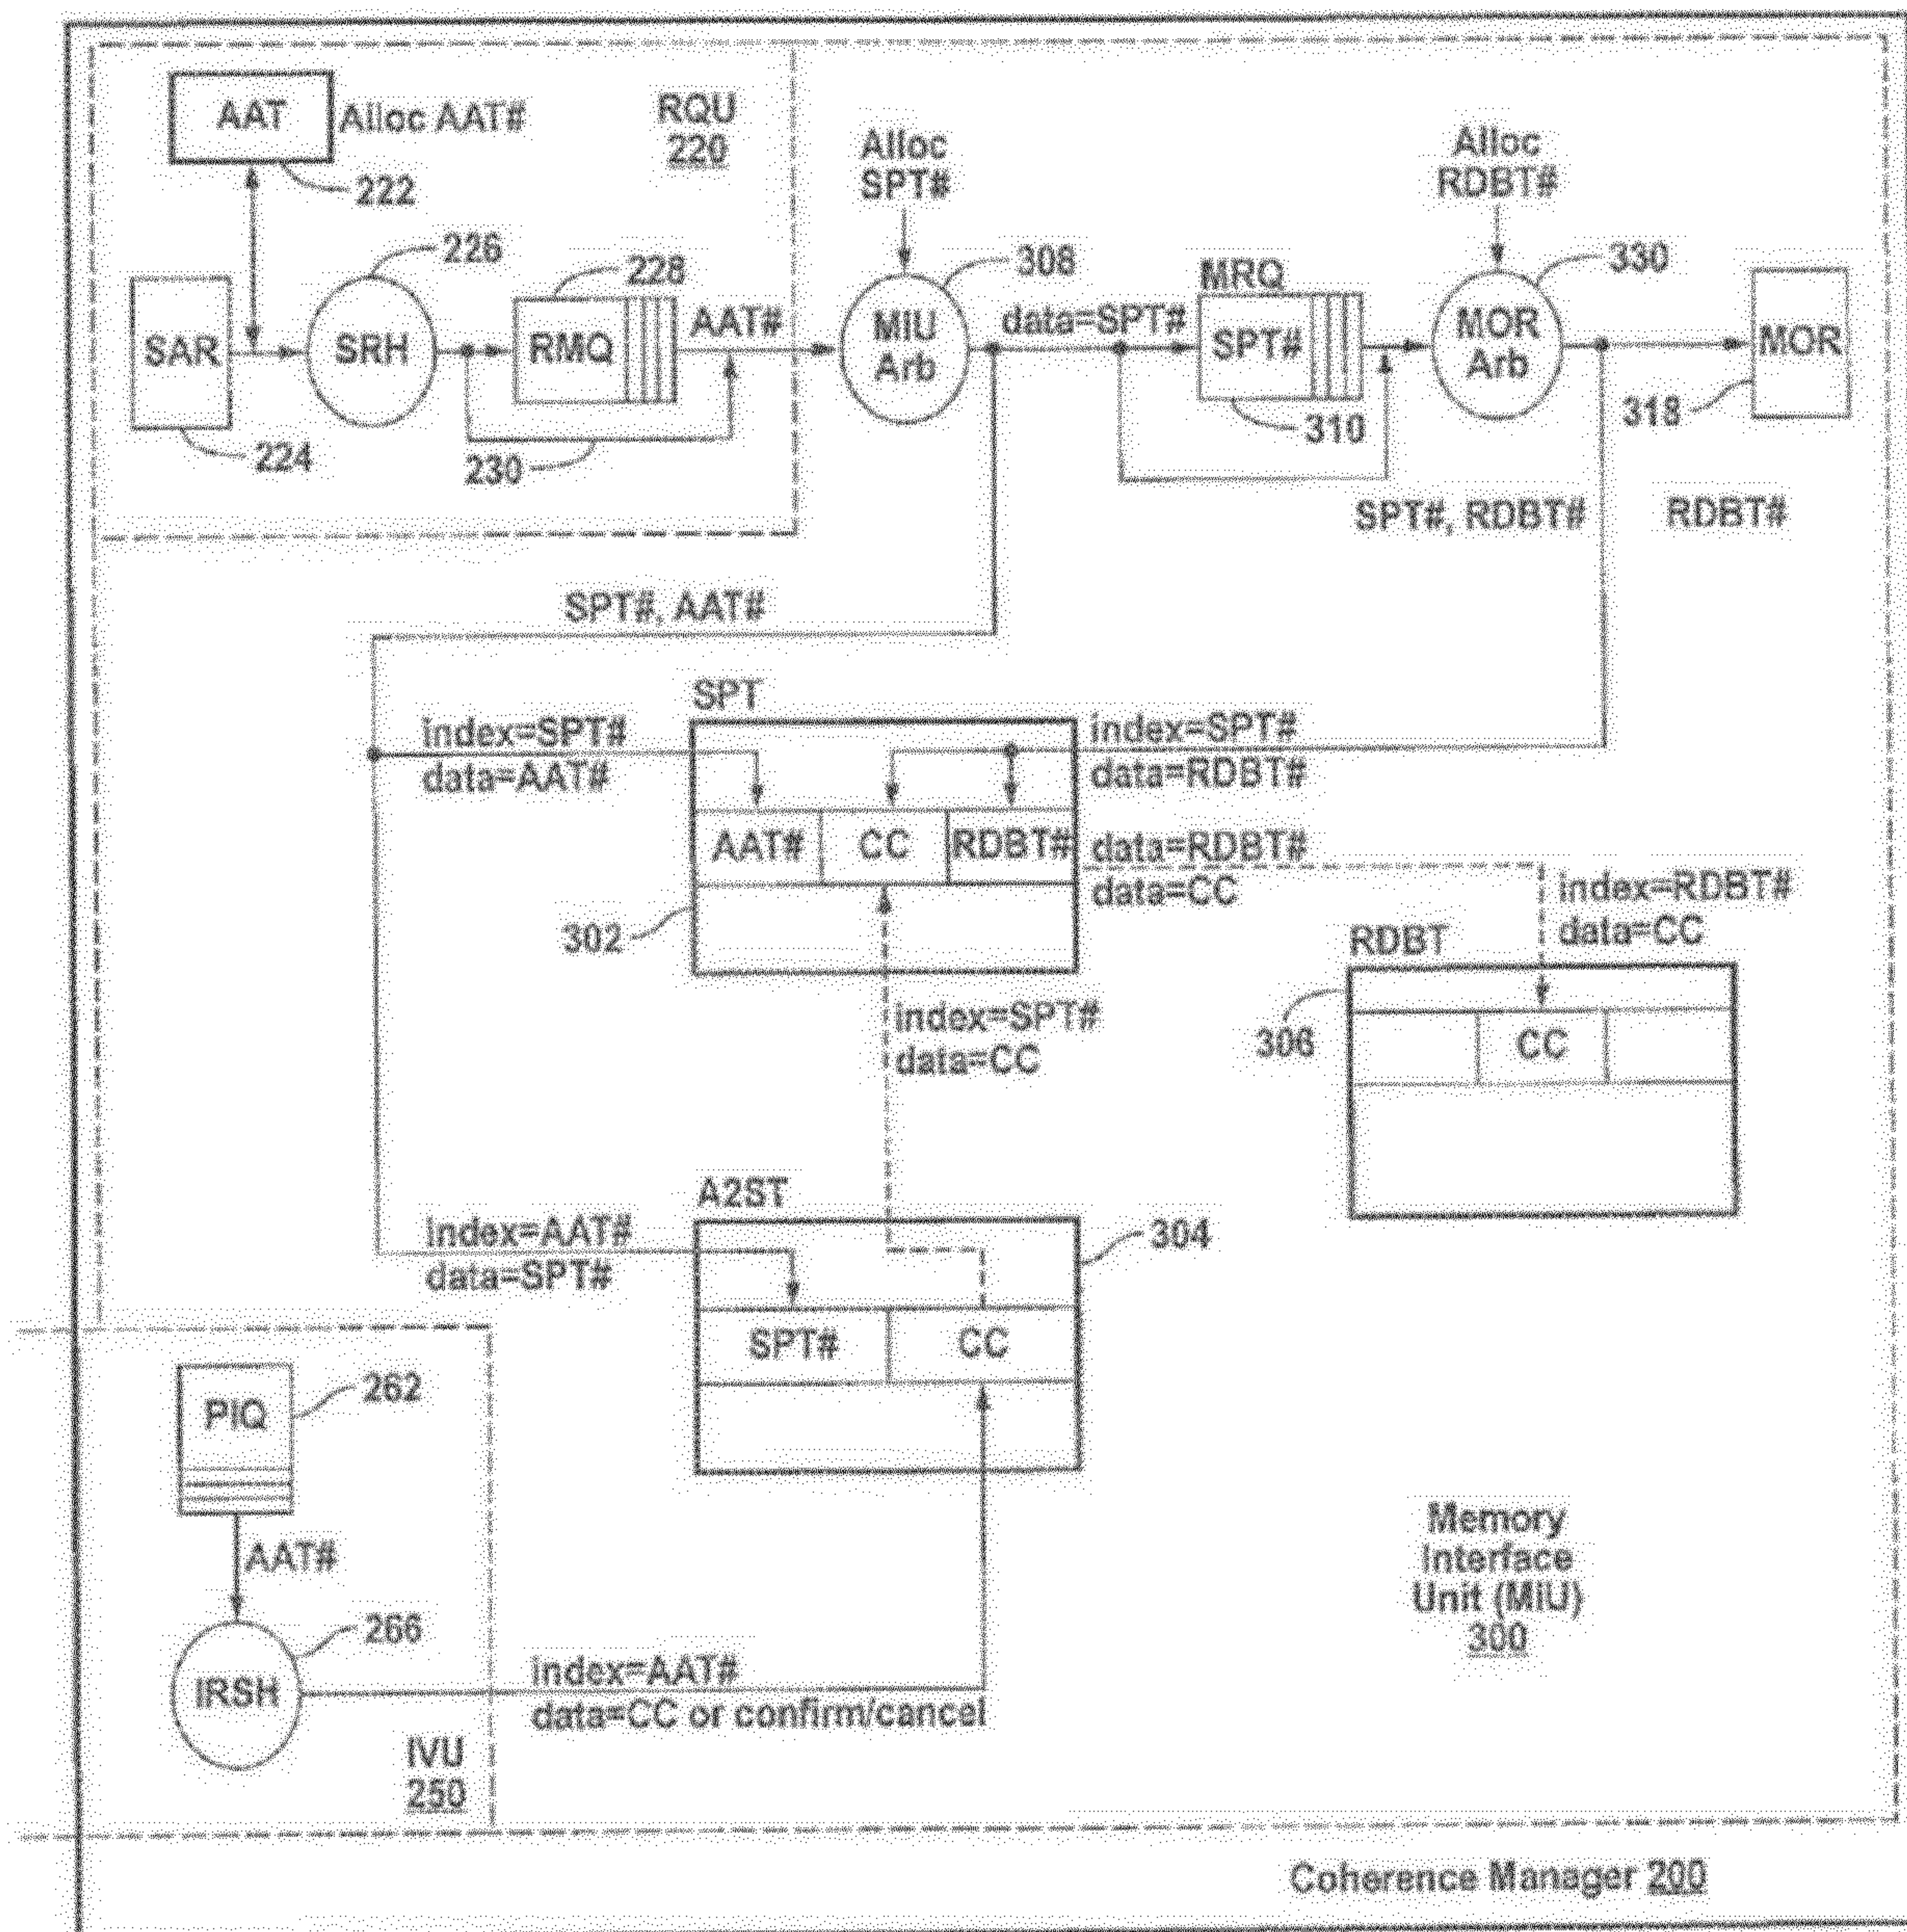 AAT
Alloc AAT#
222
RQU
220
Alloc
SPT#
Alloc
RDBT#
SAR
224
226
SRH
228
RMQ
AAT#
230
308
MIU
Arb
data=SPT#
MRQ
SPT#
310
330
MOR
Arb
MOR
318
SPT#, RDBT#
RDBT#
SPT#, AAT#
SPT
index=SPT#
data=AAT#
index=SPT#
data=RDBT#
AAT#
CC
RDBT#
data=RDBT#
data=CC
302
index=RDBT#
data=CC
RDBT
306
CC
index=SPT#
data=CC
A2ST
304
index=AAT#
data=SPT#
SPT#
CC
PIQ
262
AAT#
266
IRSH
index=AAT#
data=CC or confirm/cancel
IVU
250
Memory
Interface
Unit (MIU)
300
Coherence Manager 200